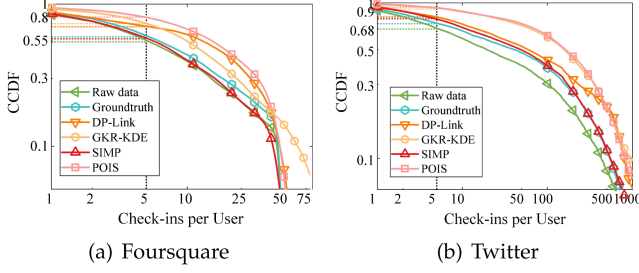 0.8
0.55
0.3
0.1
CCDF
Raw data
Groundtruth
DP-Link
GKR-KDE
SIMP
POIS
1 2 5 10 25 50 75
Check-ins per User
(a) Foursquare
0.9
0.68
0.5
0.3
0.1
CCDF
Raw data
Groundtruth
DP-Link
GKR-KDE
SIMP
POIS
1 2 5 50 100 500 1000
Check-ins per User
(b) Twitter